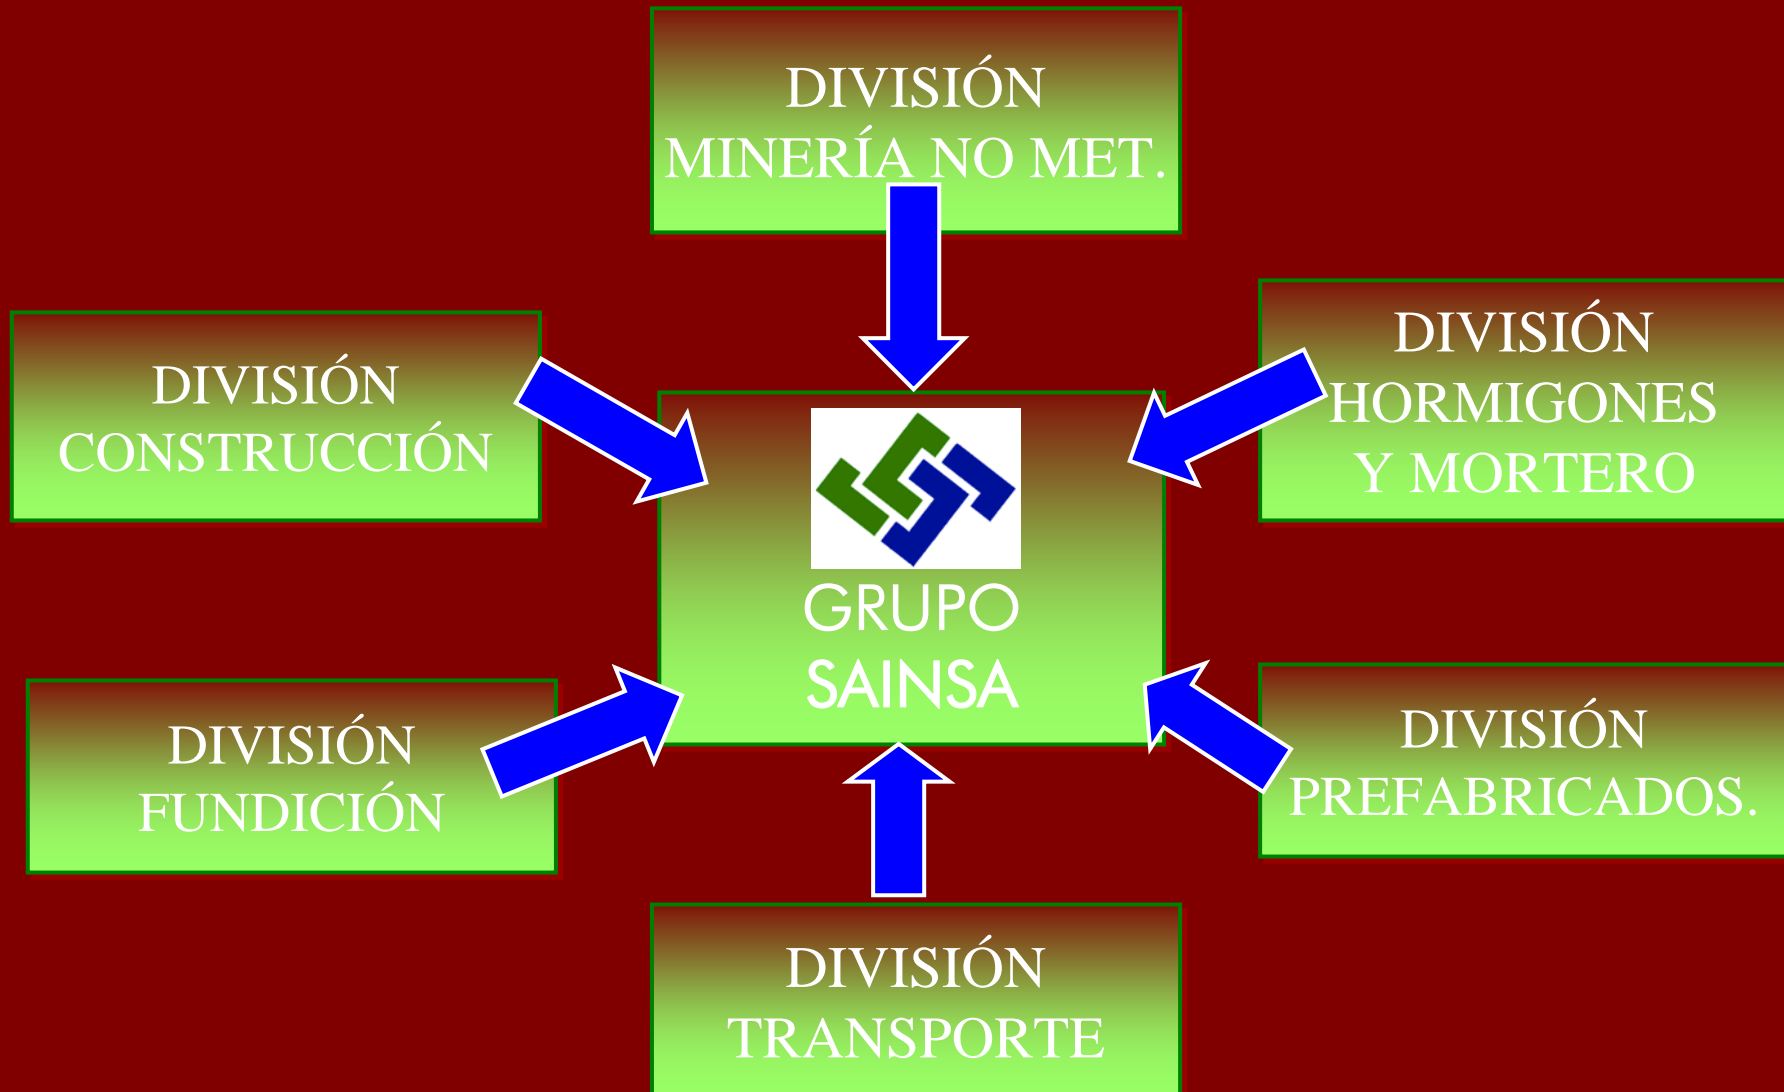 DIVISIÓN
MINERÍA NO MET.
DIVISIÓN
CONSTRUCCIÓN
DIVISIÓN
HORMIGONES
Y MORTERO
GRUPO
SAINSA
DIVISIÓN
FUNDICIÓN
DIVISIÓN
PREFABRICADOS.
DIVISIÓN
TRANSPORTE